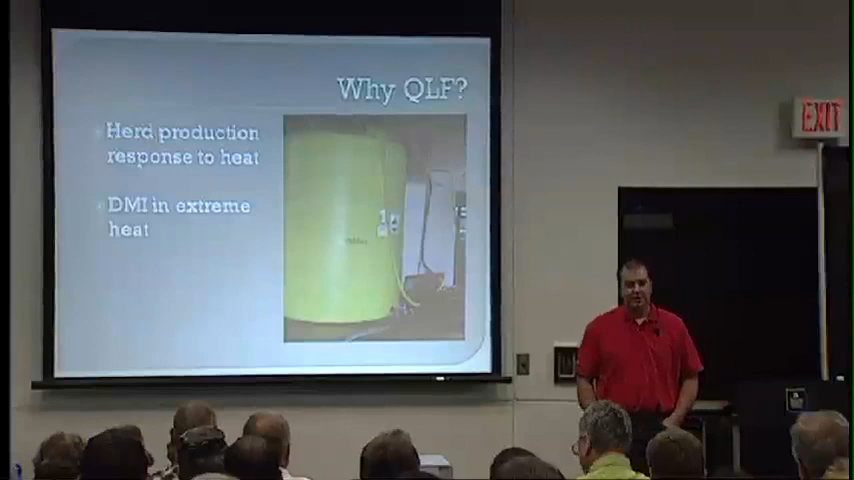 Why QLF?
Herd production
response to heat
DMI in extreme
heat
EXIT